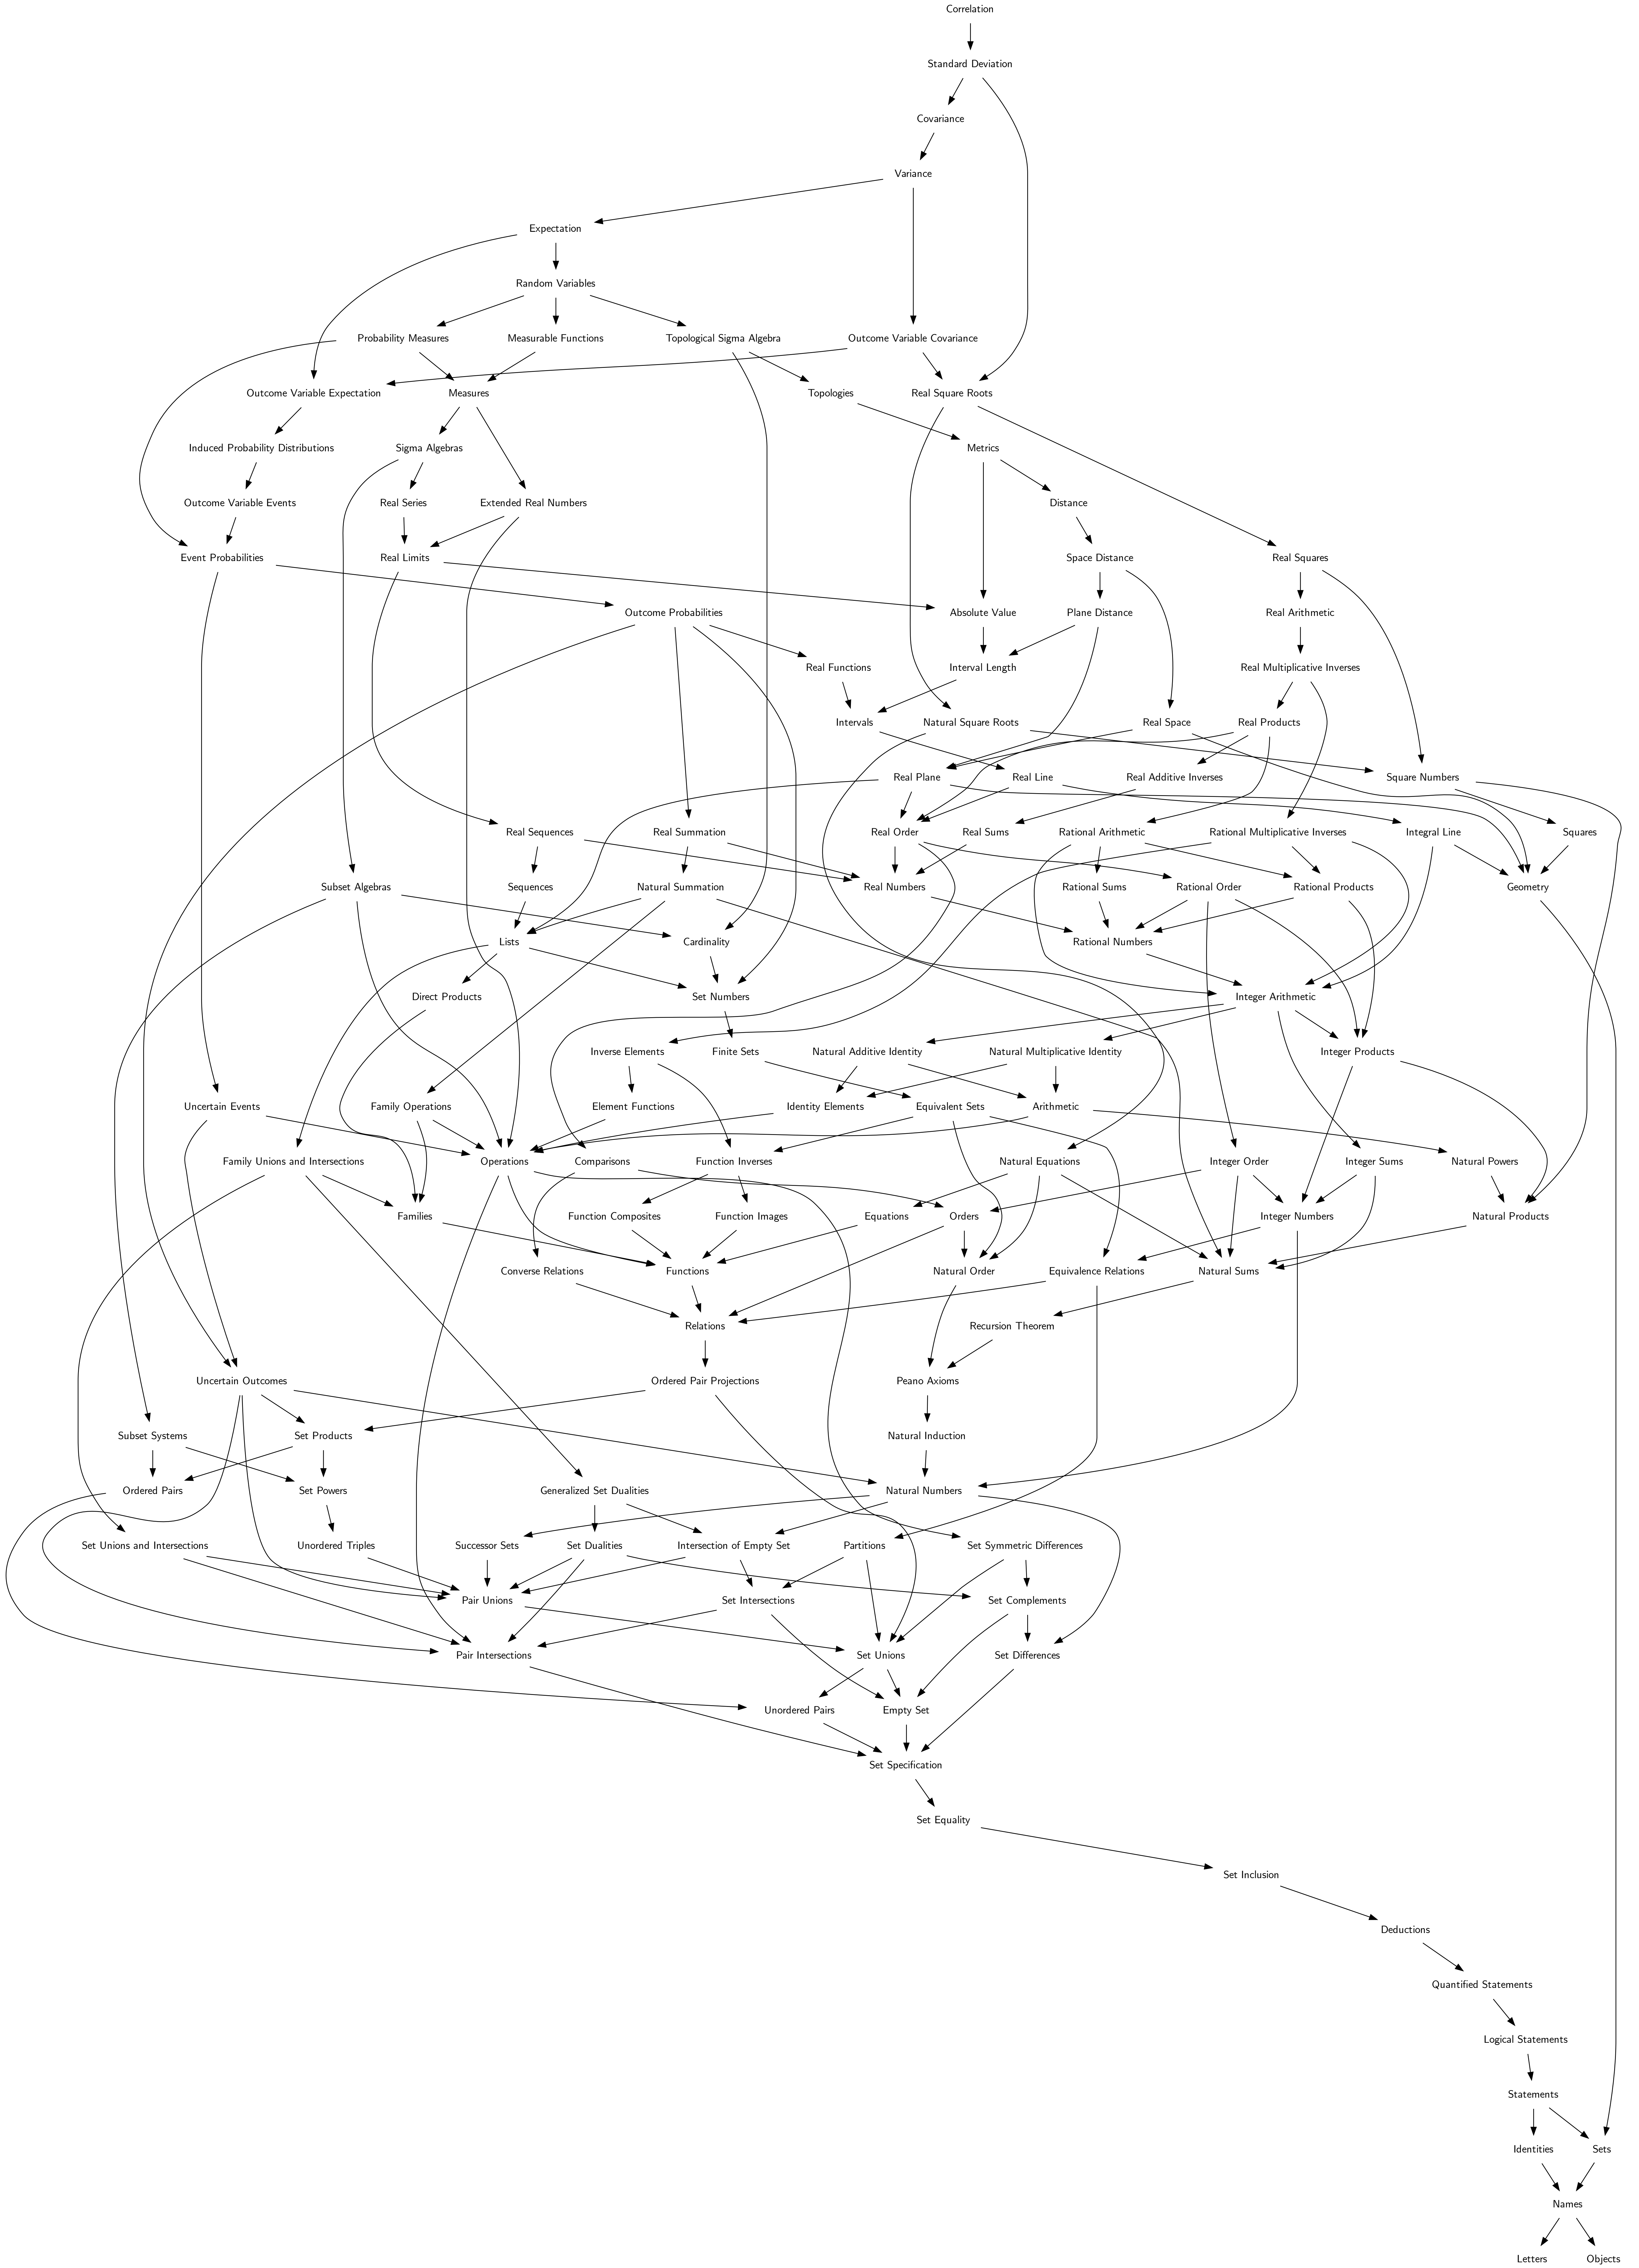 Correlation
Standard Deviation
Covariance
Variance
Expectation
Random Variables
Probability Measures
Measurable Functions
Topological Sigma Algebra
Outcome Variable Covariance
Outcome Variable Expectation
Measures
Topologies
Real Square Roots
Induced Probability Distributions
Sigma Algebras
Metrics
Outcome Variable Events
Real Series
Extended Real Numbers
Distance
Event Probabilities
Real Limits
Space Distance
Real Squares
Outcome Probabilities
Absolute Value
Plane Distance
Real Arithmetic
Real Functions
Interval Length
Real Multiplicative Inverses
Intervals
Natural Square Roots
Real Space
Real Products
Real Plane
Real Line
Real Additive Inverses
Square Numbers
Real Sequences
Real Summation
Real Order
Real Sums
Rational Arithmetic
Rational Multiplicative Inverses
Integral Line
Squares
Subset Algebras
Sequences
Natural Summation
Real Numbers
Rational Sums
Rational Order
Rational Products
Geometry
Lists
Cardinality
Rational Numbers
Direct Products
Set Numbers
Integer Arithmetic
Inverse Elements
Finite Sets
Natural Additive Identity
Natural Multiplicative Identity
Integer Products
Uncertain Events
Family Operations
Element Functions
Identity Elements
Equivalent Sets
Arithmetic
Family Unions and Intersections
Operations
Comparisons
Function Inverses
Natural Equations
Integer Order
Integer Sums
Natural Powers
Families
Function Composites
Function Images
Equations
Orders
Integer Numbers
Natural Products
Converse Relations
Functions
Natural Order
Equivalence Relations
Natural Sums
Relations
Recursion Theorem
Uncertain Outcomes
Ordered Pair Projections
Peano Axioms
Subset Systems
Set Products
Natural Induction
Ordered Pairs
Set Powers
Generalized Set Dualities
Natural Numbers
Set Unions and Intersections
Unordered Triples
Successor Sets
Set Dualities
Intersection of Empty Set
Partitions
Set Symmetric Differences
Pair Unions
Set Intersections
Set Complements
Pair Intersections
Set Unions
Set Differences
Unordered Pairs
Empty Set
Set Specification
Set Equality
Set Inclusion
Deductions
Quantified Statements
Logical Statements
Statements
Identities
Sets
Names
Letters
Objects